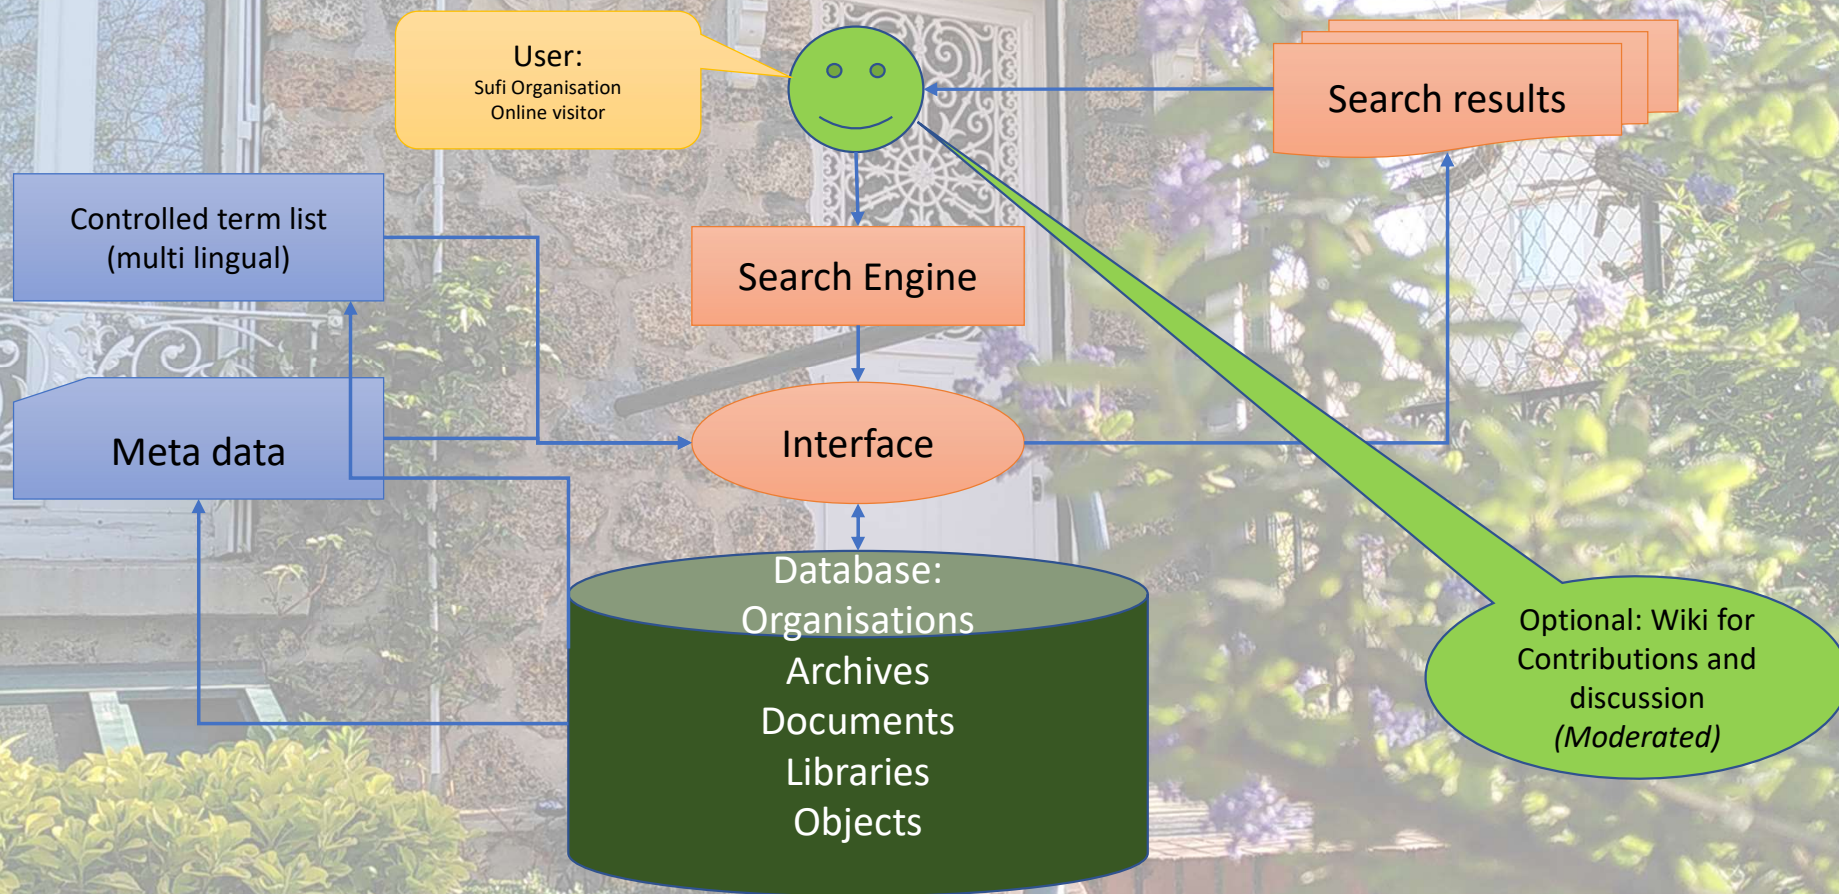 User:
Sufi Organisation
Online visitor
Search results
Controlled term list
(multi lingual)
Search Engine
Meta data
Interface
Database:
Organisations
Archives
Documents
Libraries
Objects
Optional: Wiki for
Contributions and
discussion
(Moderated)